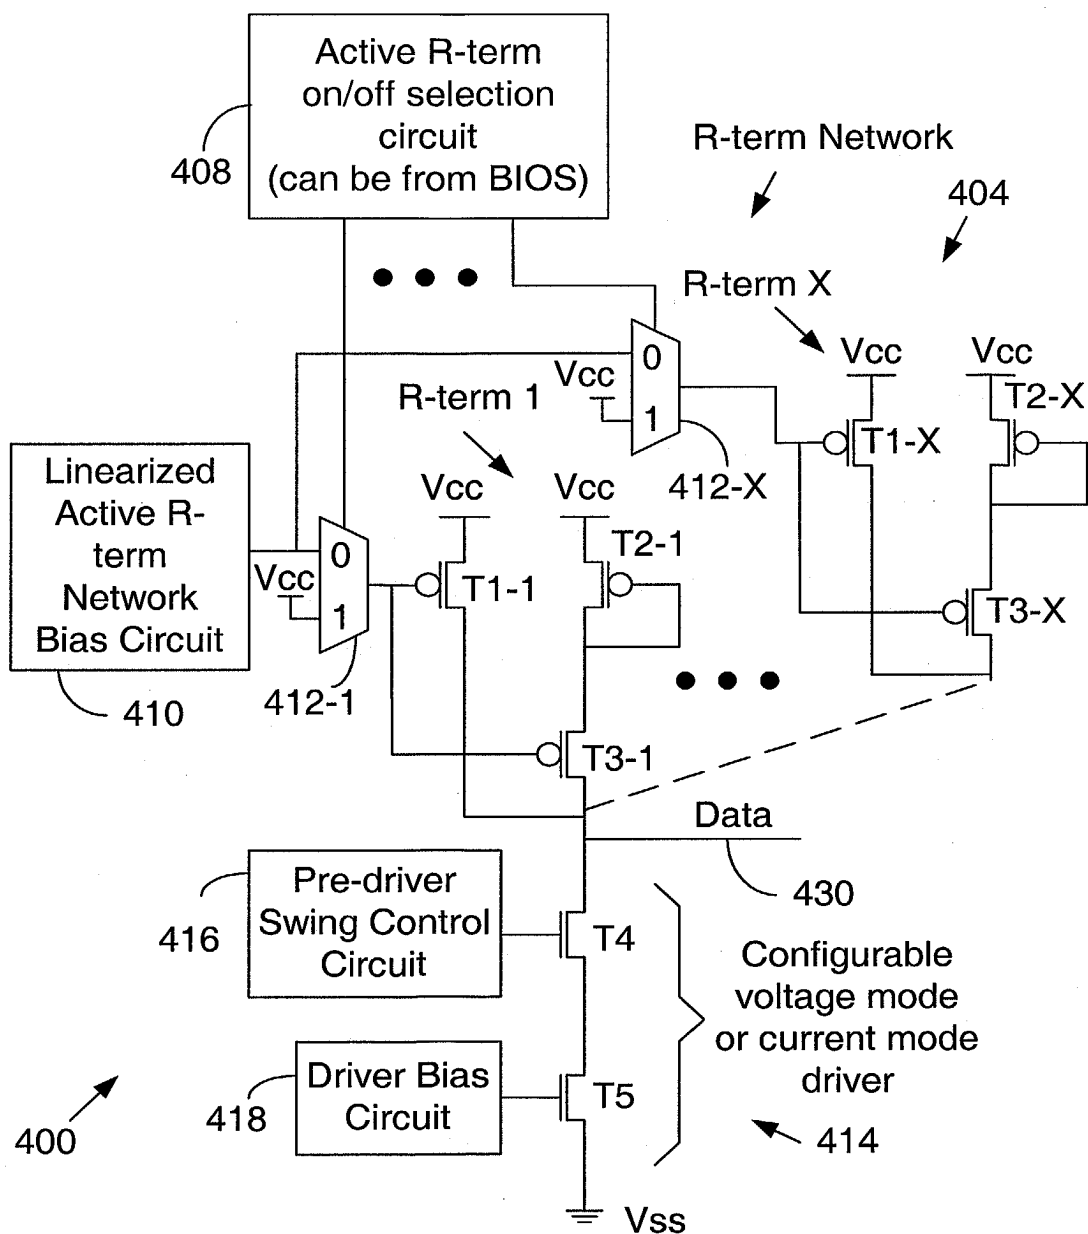 Active R-term
on/off selection
circuit
(can be from BIOS)
408
R-term Network
404
R-term X
Vcc
Vcc
T2-X
T1-X
T3-X
0
Vcc
1
412-X
R-term 1
Linearized
Active R-
term
Network
Bias Circuit
410
0
Vcc
1
412-1
Vcc
Vcc
T2-1
T1-1
T3-1
Data
430
Pre-driver
Swing Control
Circuit
416
T4
Configurable
voltage mode
or current mode
driver
414
Driver Bias
Circuit
418
T5
400
Vss